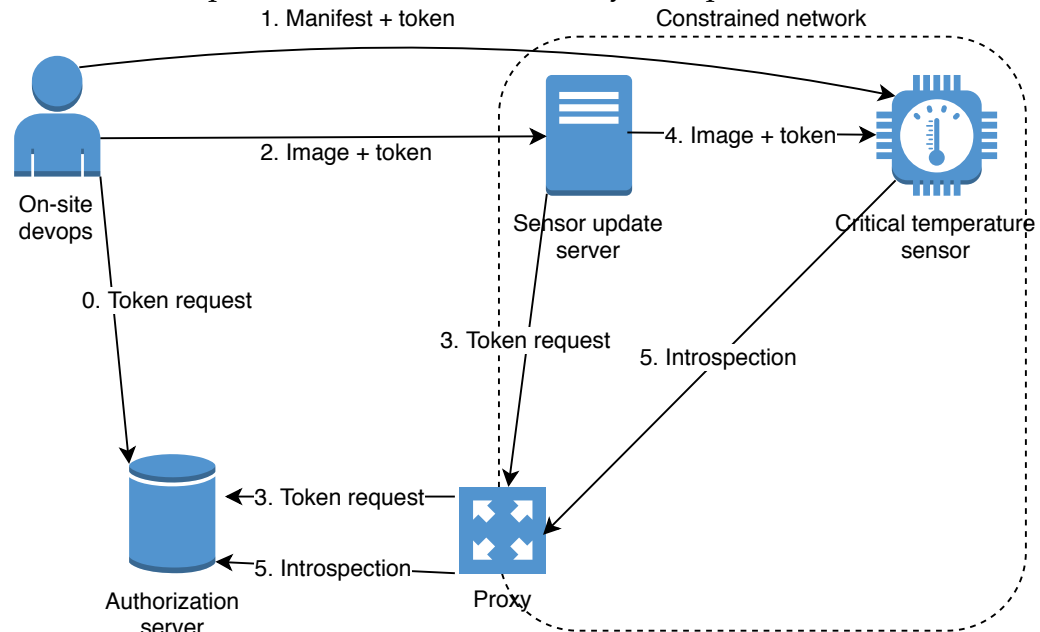 1. Manifest + token
Constrained network
2. Image + token
4. Image + token
On-site
devops
Sensor update
server
Critical temperature
sensor
0. Token request
3. Token request
5. Introspection
3. Token request
5. Introspection
Proxy
Authorization
server